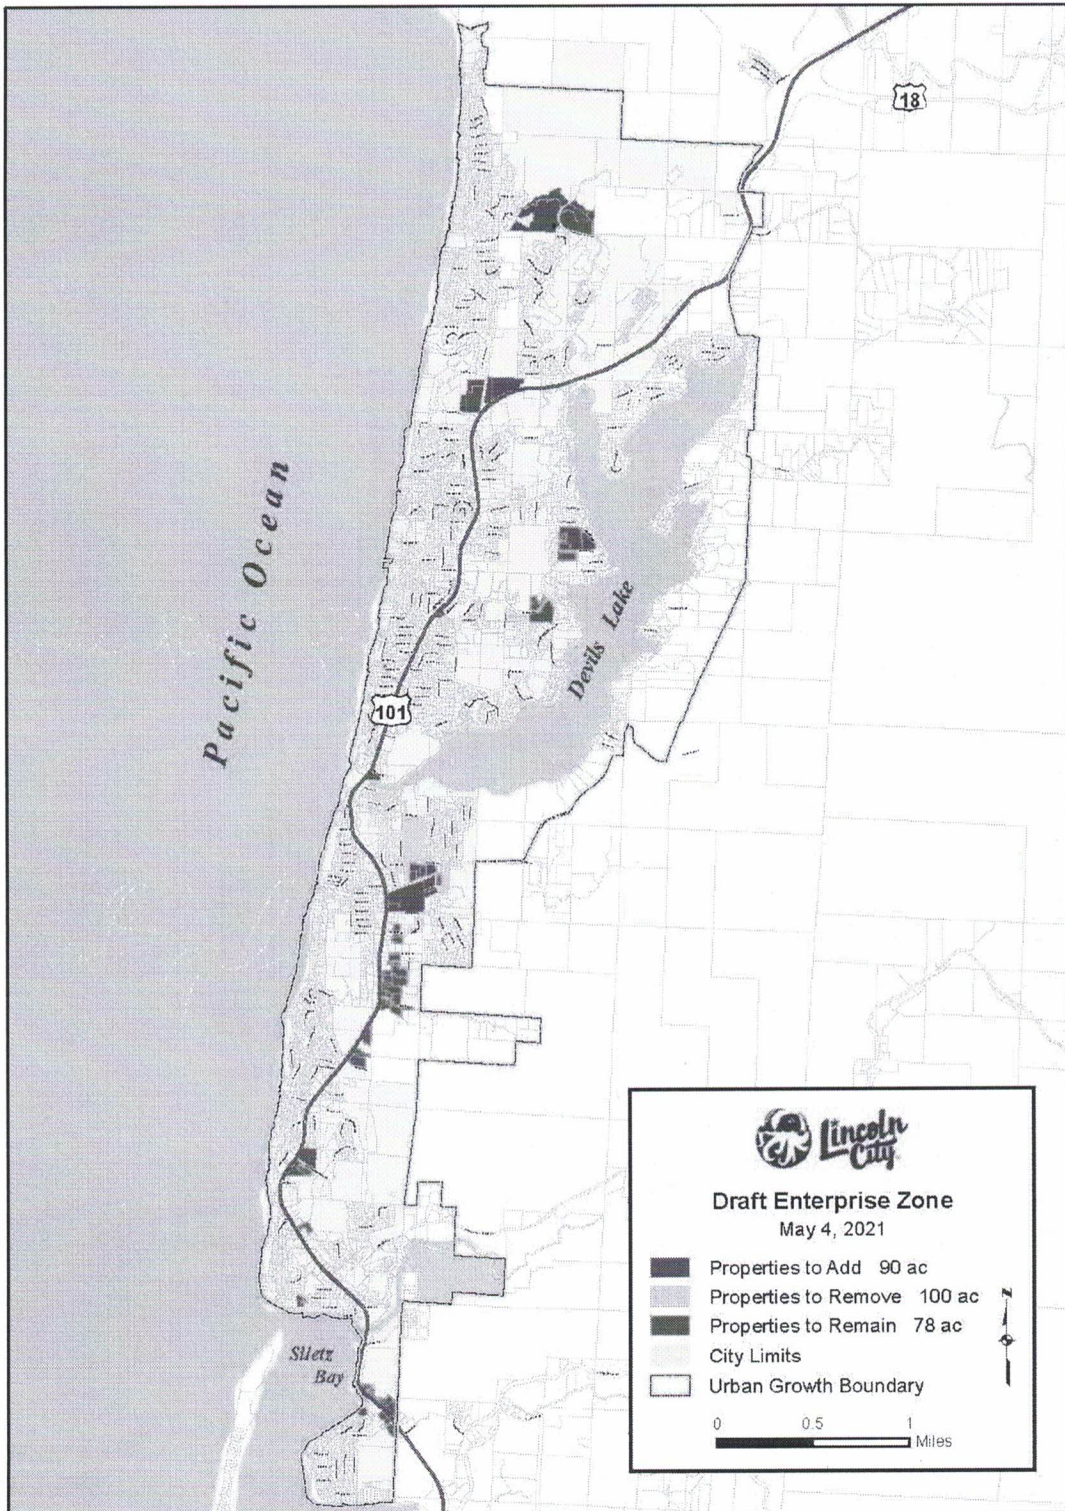 18
Pacific Ocean
Devils Lake
101
Siletz
Bay
Lincoln
City
Draft Enterprise Zone
May 4, 2021
Properties to Add 90 ac
Properties to Remove 100 ac
Properties to Remain 78 ac
City Limits
Urban Growth Boundary
N
0 0.5 1
Miles